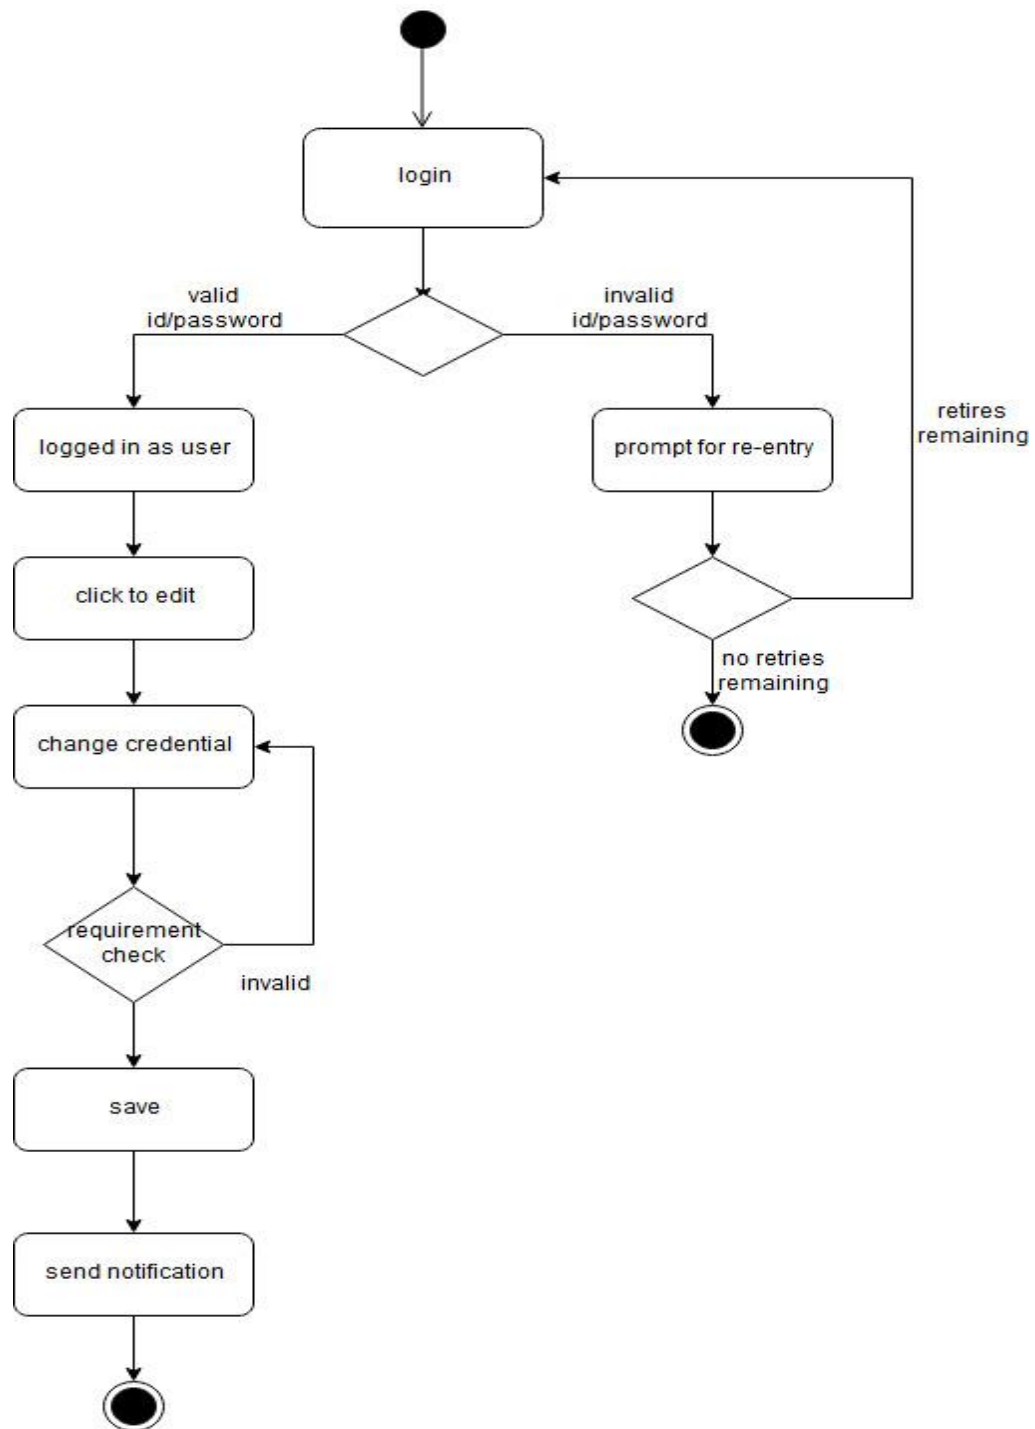 login
valid
id/password
invalid
id/password
retires
remaining
logged in as user
prompt for re-entry
click to edit
no retries
remaining
change credential
requirement
check
invalid
save
send notification